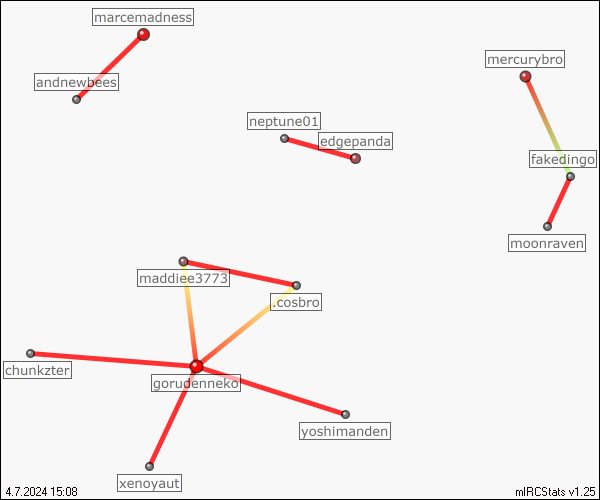 marcemadness
mercurybro
andnewbees
neptune01
edgepanda
fakedingo
moonraven
maddiee3773
.cosbro
chunkzter
gorudenneko
yoshimanden
xenoyaut
4.7.2024 15:08
mIRCStats v1.25